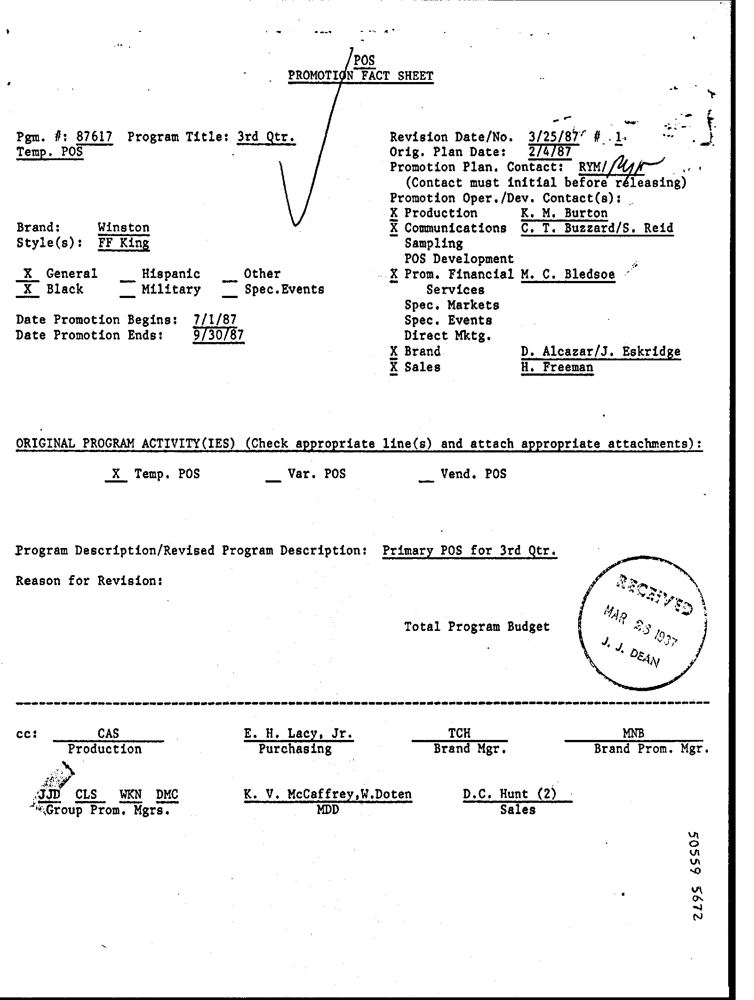 POS
PROMOTION FACT SHEET
Pgm. #: 87617 Program Title: 3rd Qtr.
Temp. POS
Revision Date/No. 3/25/87 # 1
Orig. Plan Date: 2/4/87
Promotion Plan. Contact: RYM/
(Contact must initial before releasing)
Promotion Oper./Dev. Contact(s):
X Production K. M. Burton
X Communications C. T. Buzzard/S. Reid
Sampling
POS Development
X Prom. Financial M. C. Bledsoe
Services
Spec. Markets
Spec. Events
Direct Mktg.
X Brand D. Alcazar/J. Eskridge
X Sales H. Freeman
Brand: Winston
Style(s): FF King
X General __ Hispanic __ Other
X Black __ Military __ Spec.Events
Date Promotion Begins: 7/1/87
Date Promotion Ends: 9/30/87
ORIGINAL PROGRAM ACTIVITY(IES) (Check appropriate line(s) and attach appropriate attachments):
X Temp. POS __ Var. POS __ Vend. POS
Program Description/Revised Program Description: Primary POS for 3rd Qtr.
Reason for Revision:
Total Program Budget
RECEIVED
MAR
J. J. DEAN
cc: CAS E. H. Lacy, Jr. TCH MNB
Production Purchasing Brand Mgr. Brand Prom. Mgr.
JJD CLS WKN DMC K. V. McCaffrey,W.Doten D.C. Hunt (2)
Group Prom. Mgrs. MDD Sales
50559 5672